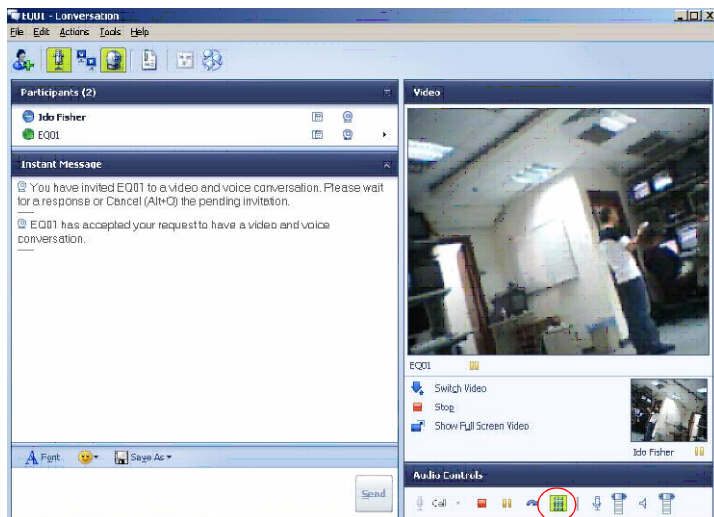 EQ01 - Conversation
File Edit Actions Tools Help
Participants (2)
Ido Fisher
EQ01
Instant Message
You have invited EQ01 to a video and voice conversation. Please wait
for a response or Cancel (Alt+Q) the pending invitation.
EQ01 has accepted your request to have a video and voice
conversation.
Font
Save As
Send
Video
EQ01
Switch Video
Stop
Show Full Screen Video
Ido Fisher
Audio Controls
Call